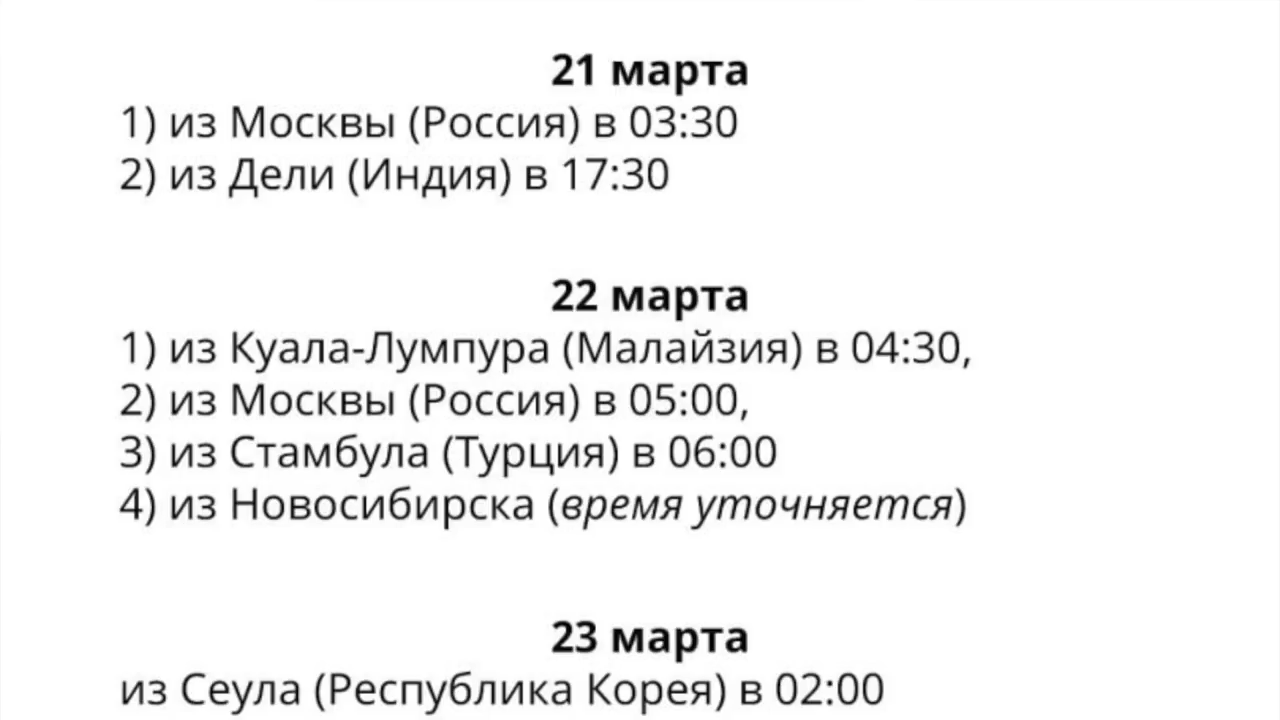 21 марта
1) из Москвы (Россия) в 03:30
2) из Дели (Индия) в 17:30
22 марта
1) из Куала-Лумпура (Малайзия) в 04:30,
2) из Москвы (Россия) в 05:00,
3) из Стамбула (Турция) в 06:00
4) из Новосибирска (время уточняется)
23 марта
из Сеула (Республика Корея) в 02:00